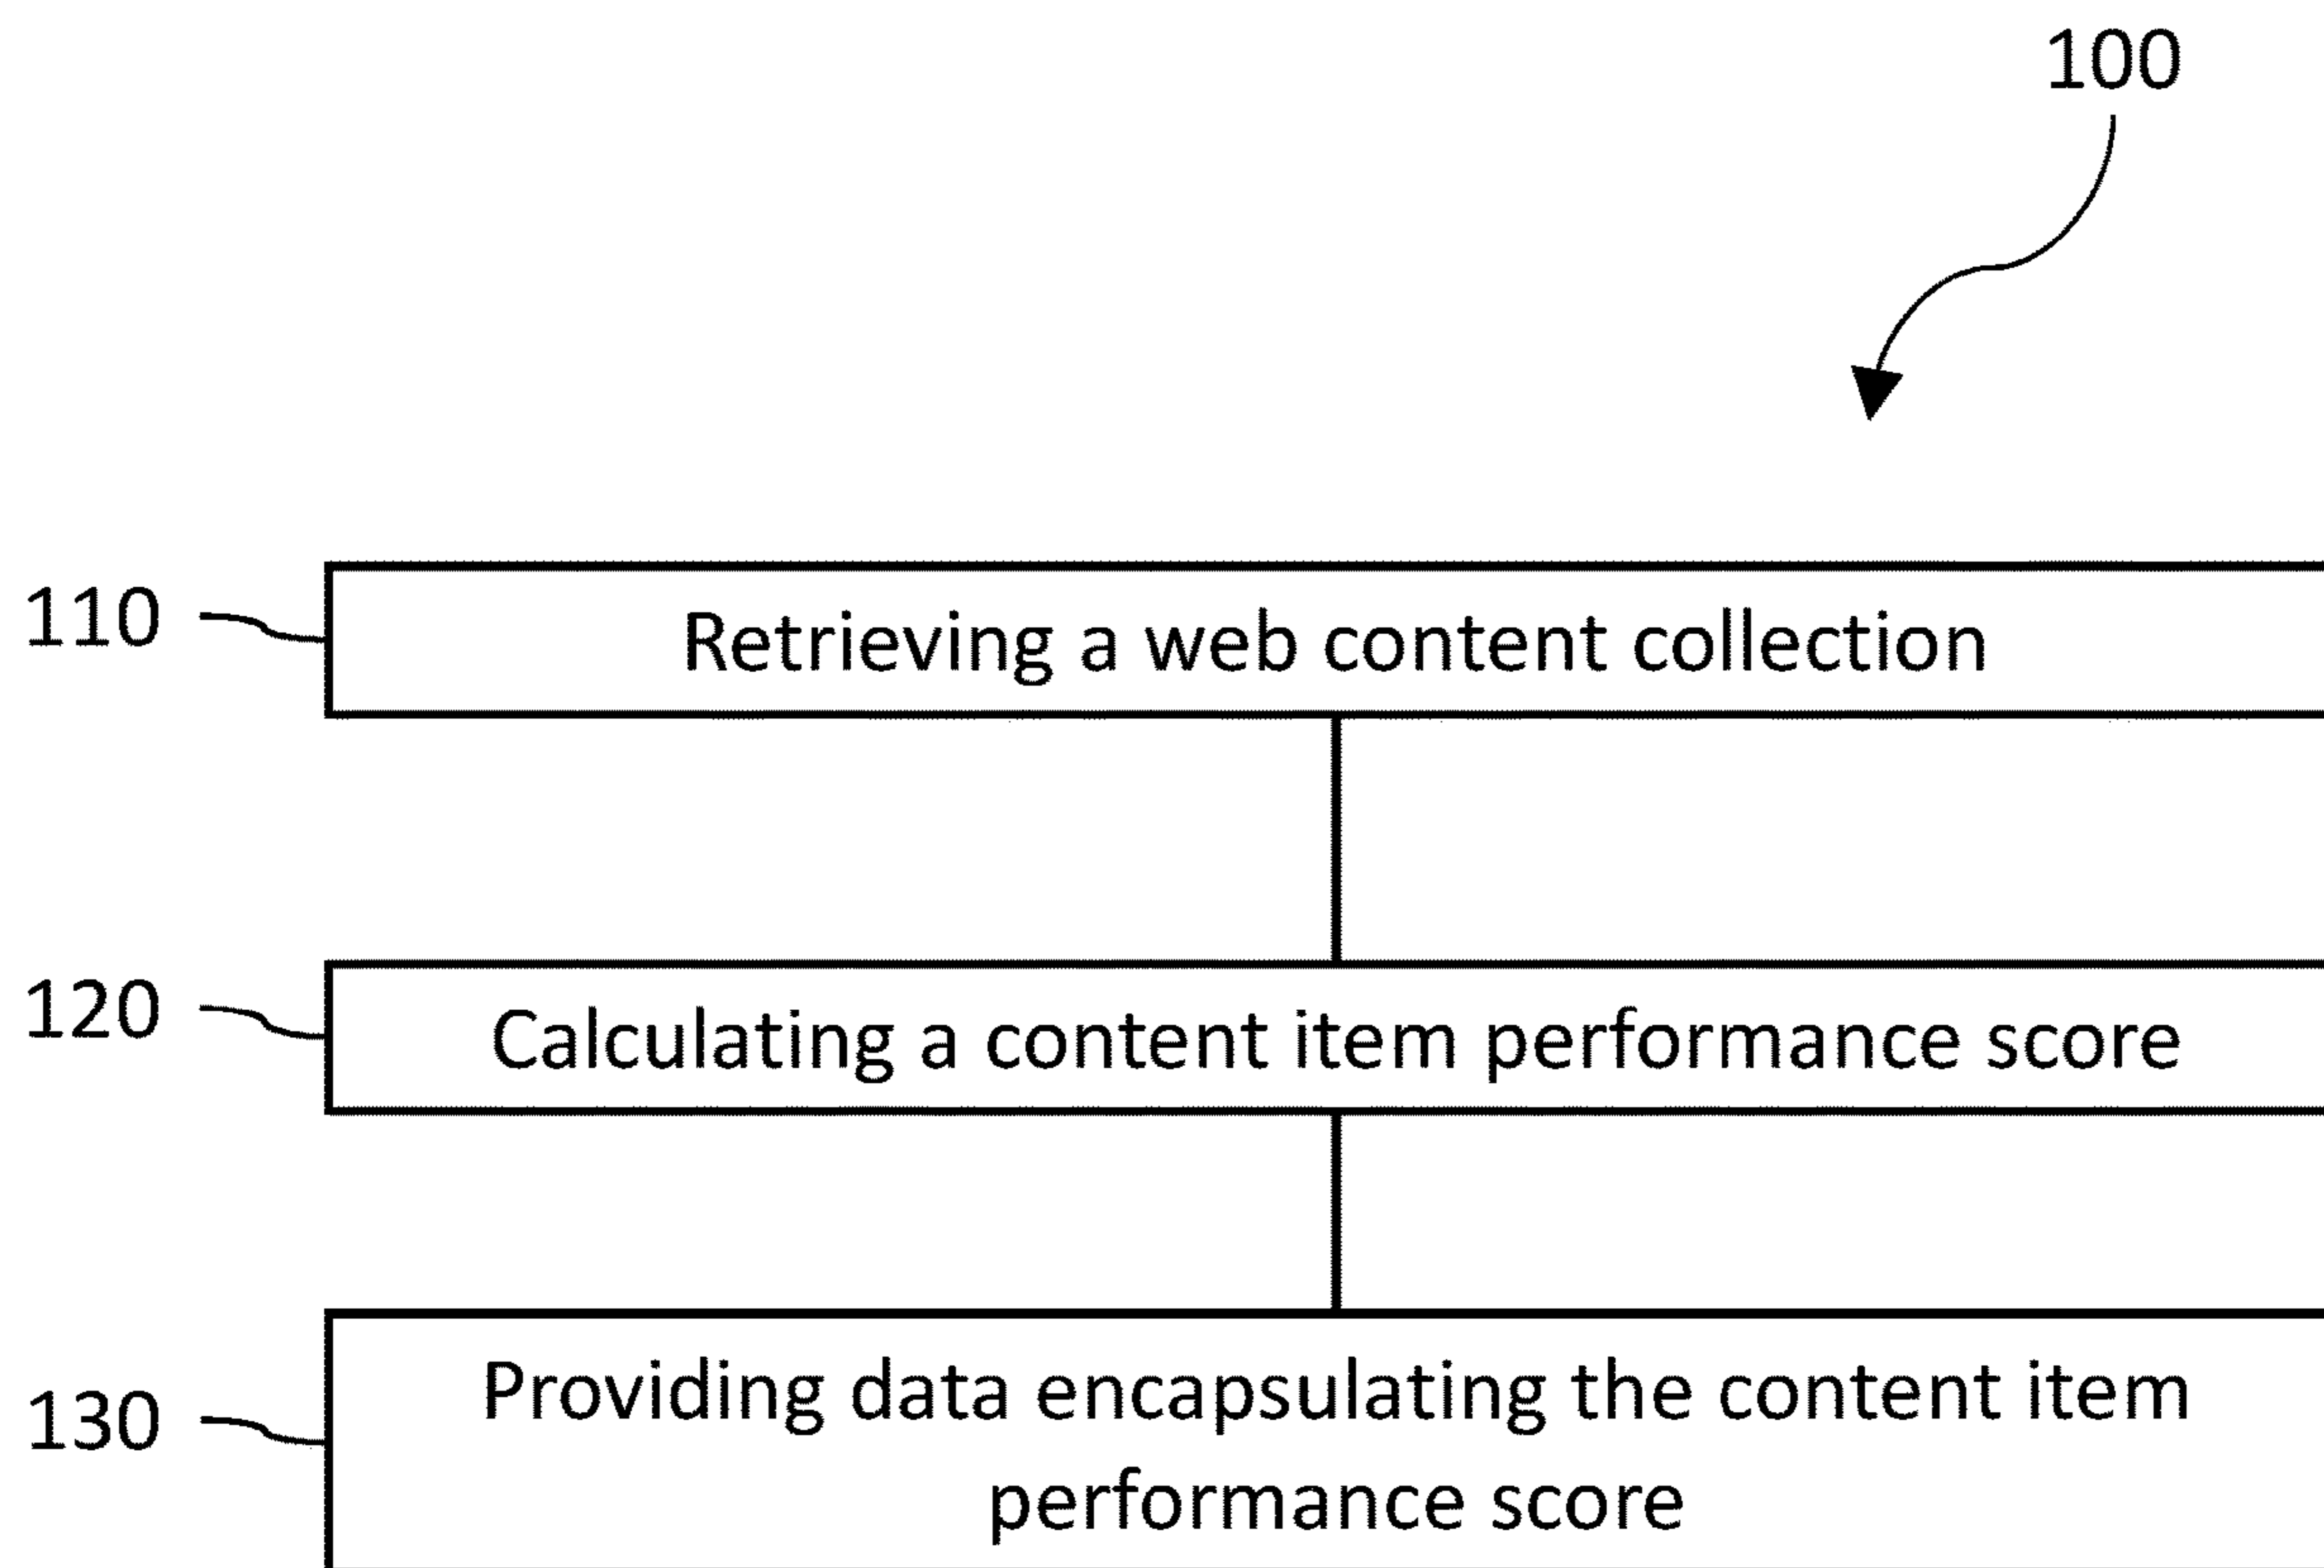 100
110 Retrieving a web content collection
120 Calculating a content item performance score
130 Providing data encapsulating the content item
performance score